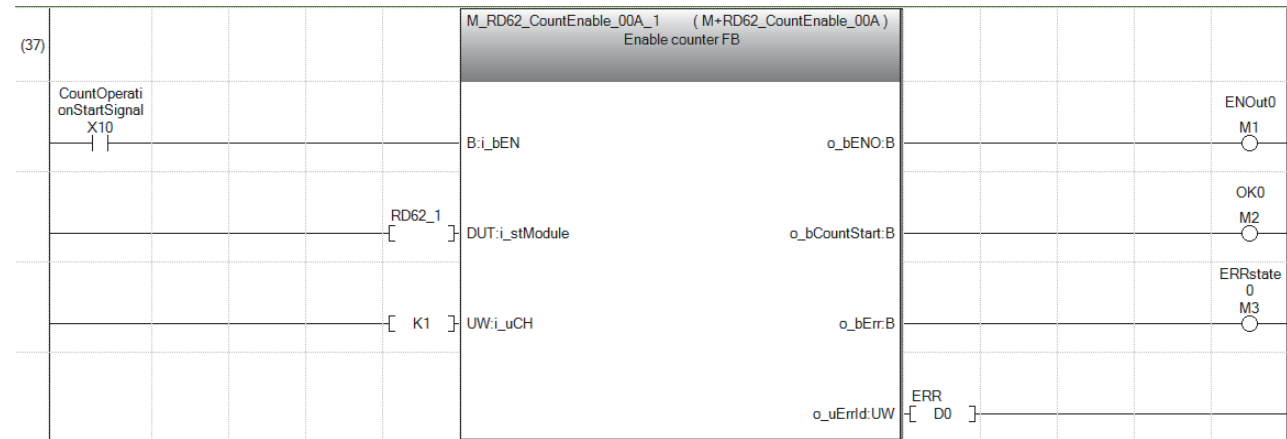 M_RD62_CountEnable_00A_1 ( M+RD62_CountEnable_00A )
Enable counter FB
(37)
CountOperati
onStartSignal
X10
B:i_bEN
o_bENO:B
ENOut0
M1
RD62_1
DUT:i_stModule
o_bCountStart:B
OK0
M2
K1
UW:i_uCH
o_bErr:B
ERRstate
0
M3
o_uErrId:UW
ERR
D0